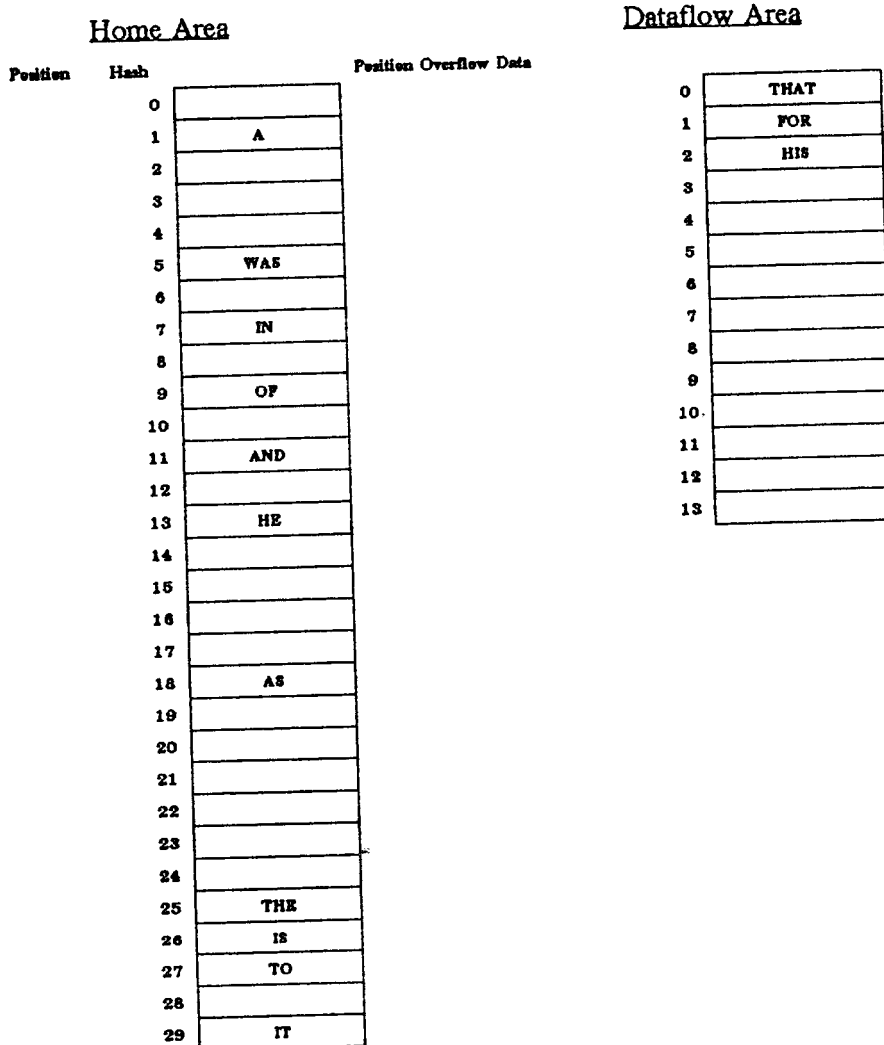 Home Area
Dataflow Area
Position Hash Position Overflow Data
0
1 A
2
3
4
5 WAS
6
7 IN
8
9 OF
10
11 AND
12
13 HE
14
15
16
17
18 AS
19
20
21
22
23
24
25 THE
26 IS
27 TO
28
29 IT
0 THAT
1 FOR
2 HIS
3
4
5
6
7
8
9
10
11
12
13